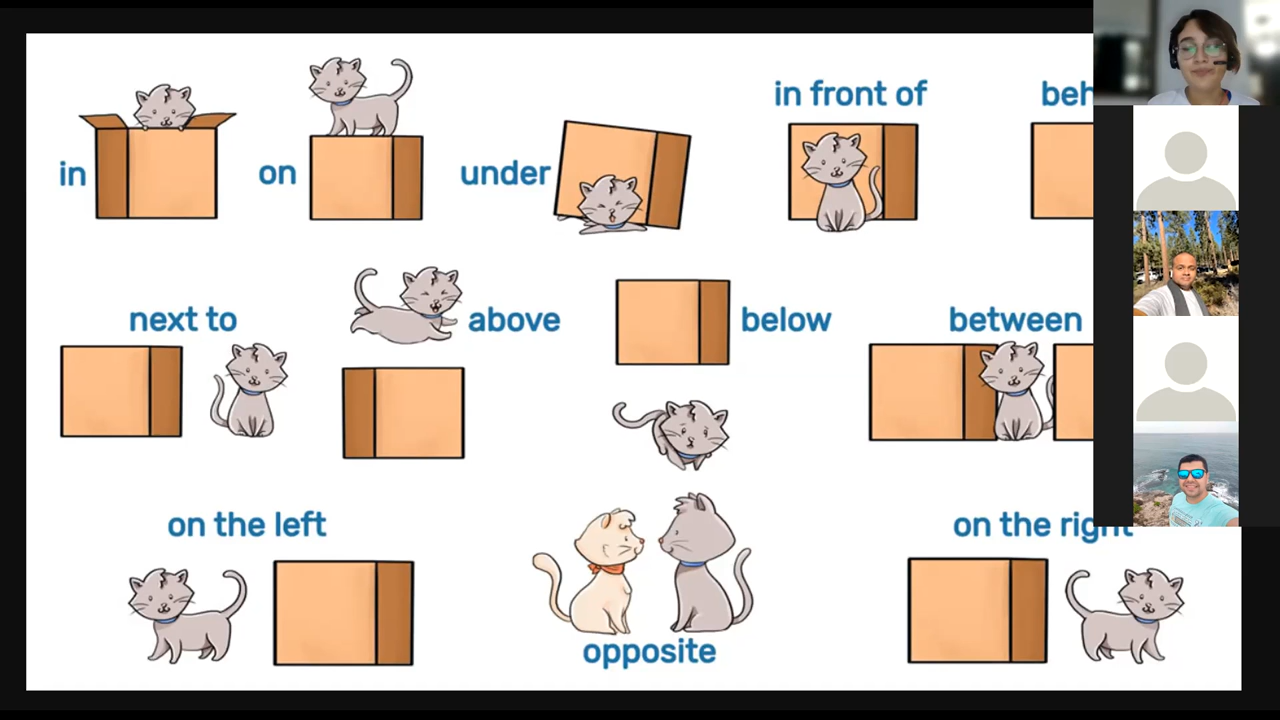 in front of
in
on
under
next to
above
below
between
on the left
on the right
opposite